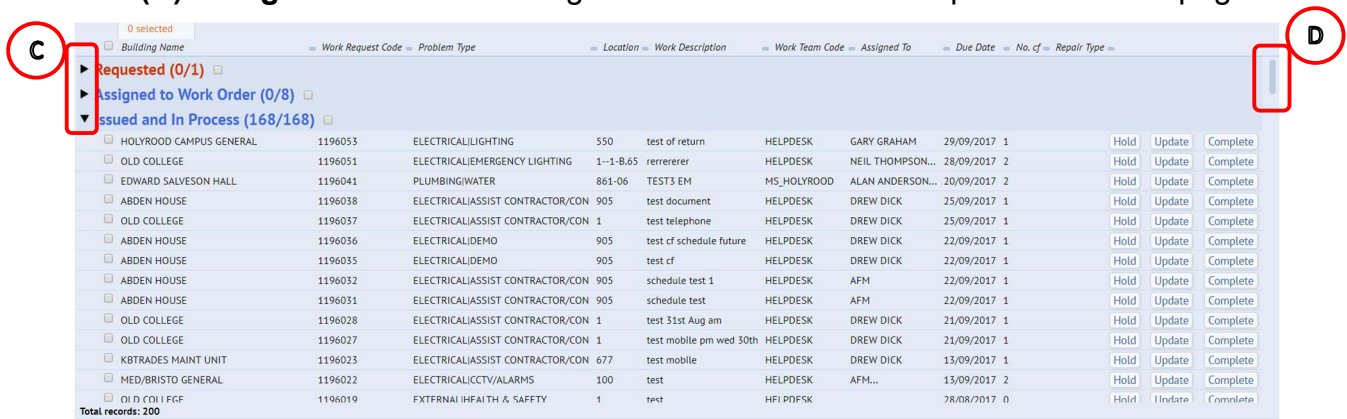 0 selected
Building Name Work Request Code Problem Type Location Work Description Work Team Code Assigned To Due Date No. cf Repair Type
C
D
Requested (0/1)
Assigned to Work Order (0/8)
Issued and In Process (168/168)
HOLYROOD CAMPUS GENERAL 1196053 ELECTRICAL|LIGHTING 550 test of return HELPDESK GARY GRAHAM 29/09/2017 1 Hold Update Complete
OLD COLLEGE 1196051 ELECTRICAL|EMERGENCY LIGHTING 1--1-B.65 rerrererer HELPDESK NEIL THOMPSON... 28/09/2017 2 Hold Update Complete
EDWARD SALVESON HALL 1196041 PLUMBING|WATER 861-06 TEST3 EM MS_HOLYROOD ALAN ANDERSON... 20/09/2017 2 Hold Update Complete
ABDEN HOUSE 1196038 ELECTRICAL|ASSIST CONTRACTOR/CON 905 test document HELPDESK DREW DICK 25/09/2017 1 Hold Update Complete
OLD COLLEGE 1196037 ELECTRICAL|ASSIST CONTRACTOR/CON 1 test telephone HELPDESK DREW DICK 25/09/2017 1 Hold Update Complete
ABDEN HOUSE 1196036 ELECTRICAL|DEMO 905 test cf schedule future HELPDESK DREW DICK 22/09/2017 1 Hold Update Complete
ABDEN HOUSE 1196035 ELECTRICAL|DEMO 905 test cf HELPDESK DREW DICK 22/09/2017 1 Hold Update Complete
ABDEN HOUSE 1196032 ELECTRICAL|ASSIST CONTRACTOR/CON 905 schedule test 1 HELPDESK AFM 22/09/2017 1 Hold Update Complete
ABDEN HOUSE 1196031 ELECTRICAL|ASSIST CONTRACTOR/CON 905 schedule test HELPDESK AFM 22/09/2017 1 Hold Update Complete
OLD COLLEGE 1196028 ELECTRICAL|ASSIST CONTRACTOR/CON 1 test 31st Aug am HELPDESK DREW DICK 21/09/2017 1 Hold Update Complete
OLD COLLEGE 1196027 ELECTRICAL|ASSIST CONTRACTOR/CON 1 test mobile pm wed 30th HELPDESK DREW DICK 21/09/2017 1 Hold Update Complete
KBTRADES MAINT UNIT 1196023 ELECTRICAL|ASSIST CONTRACTOR/CON 677 test mobile HELPDESK DREW DICK 13/09/2017 1 Hold Update Complete
MED/BRISTO GENERAL 1196022 ELECTRICAL|CCTV/ALARMS 100 test HELPDESK AFM... 13/09/2017 2 Hold Update Complete
OLD COLLEGE 1196019 EXTERNAL|HEALTH & SAFETY 1 test HELPDESK 28/08/2017 0 Hold Update Complete
Total records: 200